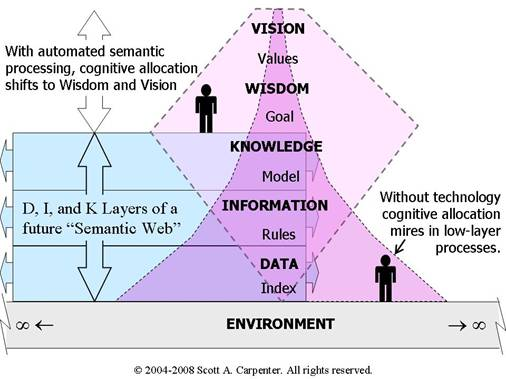 With automated semantic
processing, cognitive allocation
shifts to Wisdom and Vision
VISION
Values
WISDOM
Goal
KNOWLEDGE
Model
INFORMATION
Rules
DATA
Index
D, I, and K Layers of a
future “Semantic Web”
Without technology
cognitive allocation
mires in low-layer
processes.
∞ ← ENVIRONMENT → ∞
© 2004-2008 Scott A. Carpenter. All rights reserved.